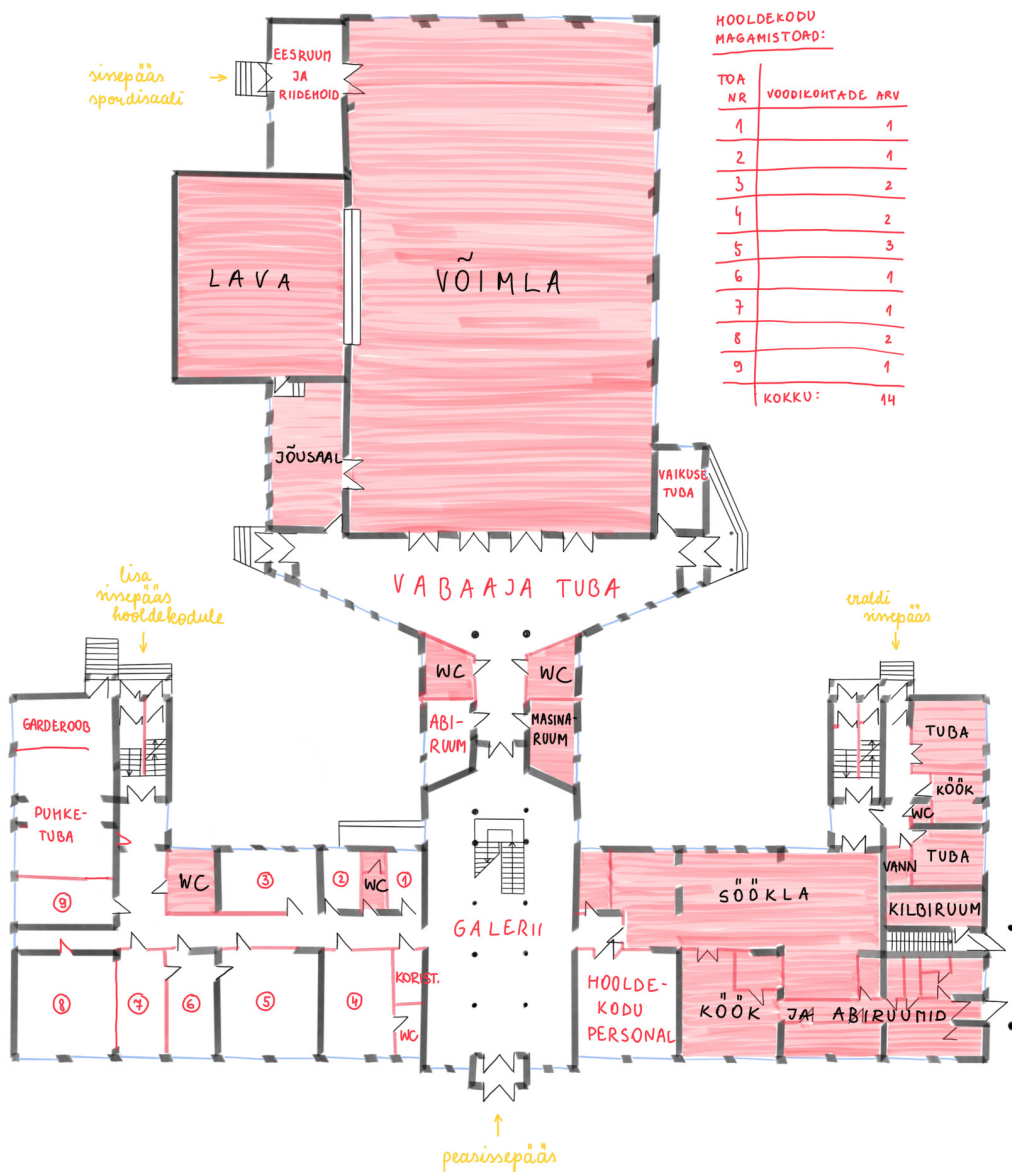 HOOLDEKODU
MAGAMISTOAD:
TOA
NR
VOODIKOHTADE ARV
1 1
2 1
3 2
4 2
5 3
6 1
7 1
8 2
9 1
KOKKU: 14
sissepääs
spordisaali
EESRUUM
JA
RIIDEHOID
LAVA
VÕIMLA
JÕUSAAL
VAIKUSE
TUBA
VABAAJA TUBA
lisa
sissepääs
hooldekodule
eraldi
sissepääs
WC
WC
ABI-
RUUM
MASINA-
RUUM
GARDEROOB
PUHKE-
TUBA
9
WC
3
2
WC
1
GALERII
8
7
6
5
4
KORIST.
WC
TUBA
KÖÖK
WC
TUBA
VANN
KILBIRUUM
SÖÖKLA
HOOLDE-
KODU
PERSONAL
KÖÖK JA ABIRUUMID
peasissepääs